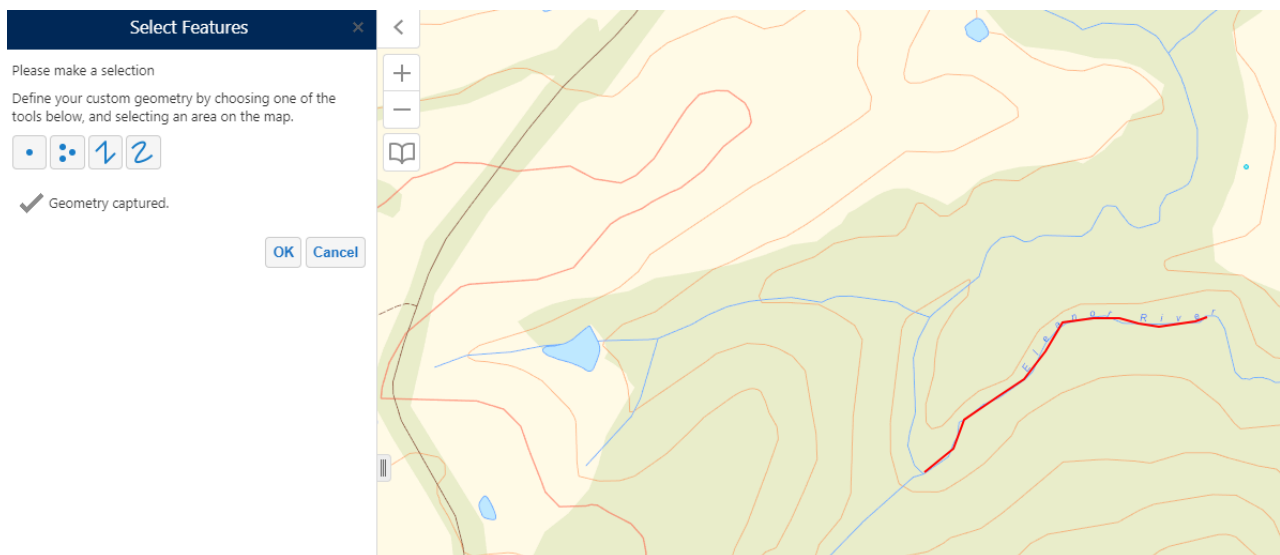 Select Features
Please make a selection
Define your custom geometry by choosing one of the
tools below, and selecting an area on the map.
Geometry captured.
OK Cancel
Eleanor River